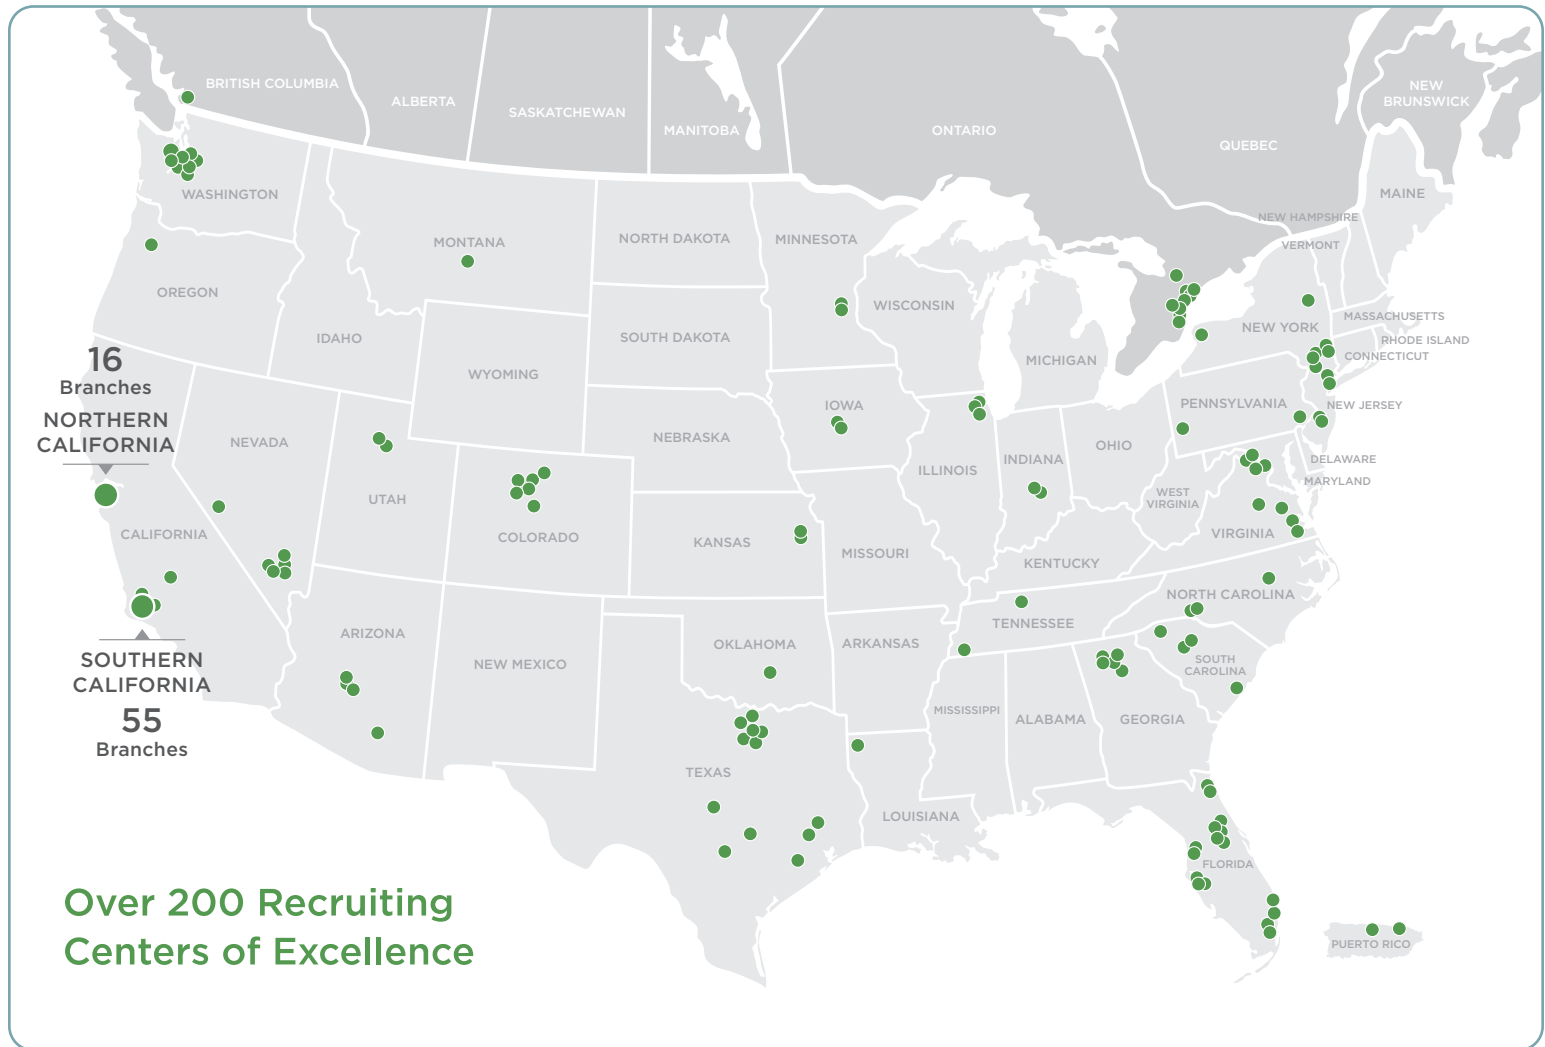 BRITISH COLUMBIA
ALBERTA
SASKATCHEWAN
MANITOBA
ONTARIO
QUEBEC
NEW
BRUNSWICK
WASHINGTON
MONTANA
NORTH DAKOTA
MINNESOTA
MAINE
NEW HAMPSHIRE
VERMONT
OREGON
IDAHO
WYOMING
SOUTH DAKOTA
WISCONSIN
MICHIGAN
NEW YORK
MASSACHUSETTS
RHODE ISLAND
CONNECTICUT
16
Branches
NORTHERN
CALIFORNIA
NEVADA
UTAH
COLORADO
NEBRASKA
IOWA
ILLINOIS
INDIANA
OHIO
PENNSYLVANIA
NEW JERSEY
DELAWARE
MARYLAND
WEST
VIRGINIA
VIRGINIA
CALIFORNIA
KANSAS
MISSOURI
KENTUCKY
NORTH CAROLINA
TENNESSEE
SOUTH
CAROLINA
ARIZONA
NEW MEXICO
OKLAHOMA
ARKANSAS
MISSISSIPPI
ALABAMA
GEORGIA
SOUTHERN
CALIFORNIA
55
Branches
TEXAS
LOUISIANA
FLORIDA
PUERTO RICO
Over 200 Recruiting
Centers of Excellence